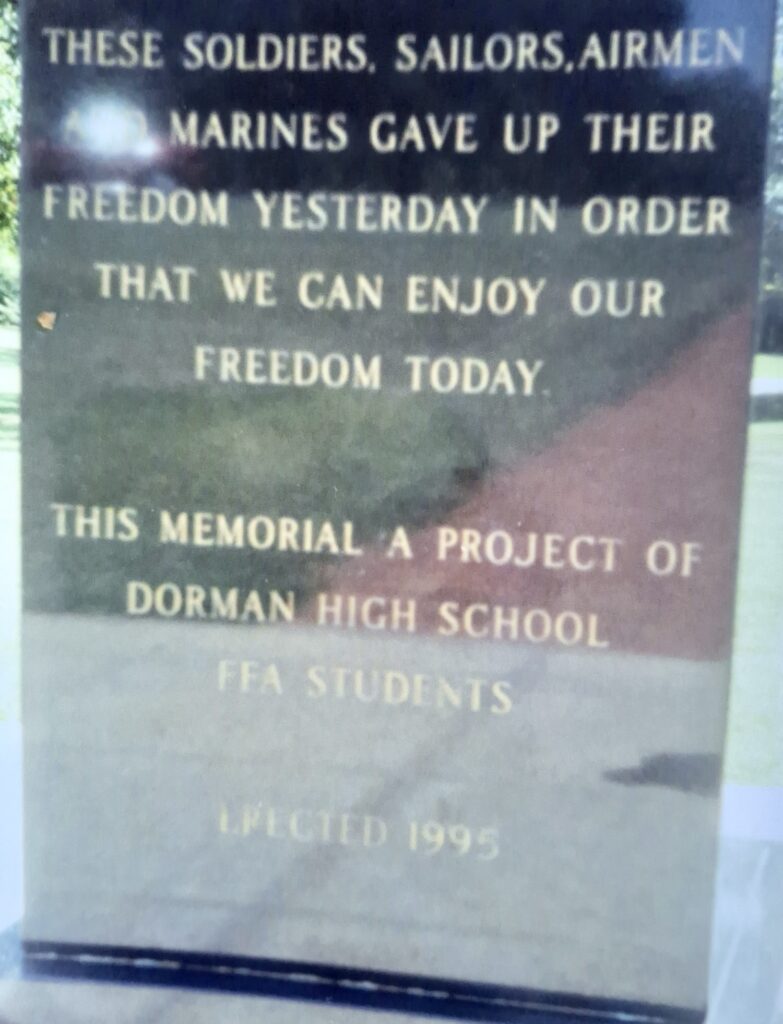 THESE SOLDIERS, SAILORS, AIRMEN
AND MARINES GAVE UP THEIR
FREEDOM YESTERDAY IN ORDER
THAT WE CAN ENJOY OUR
FREEDOM TODAY.
THIS MEMORIAL A PROJECT OF
DORMAN HIGH SCHOOL
FFA STUDENTS
ERECTED 1995